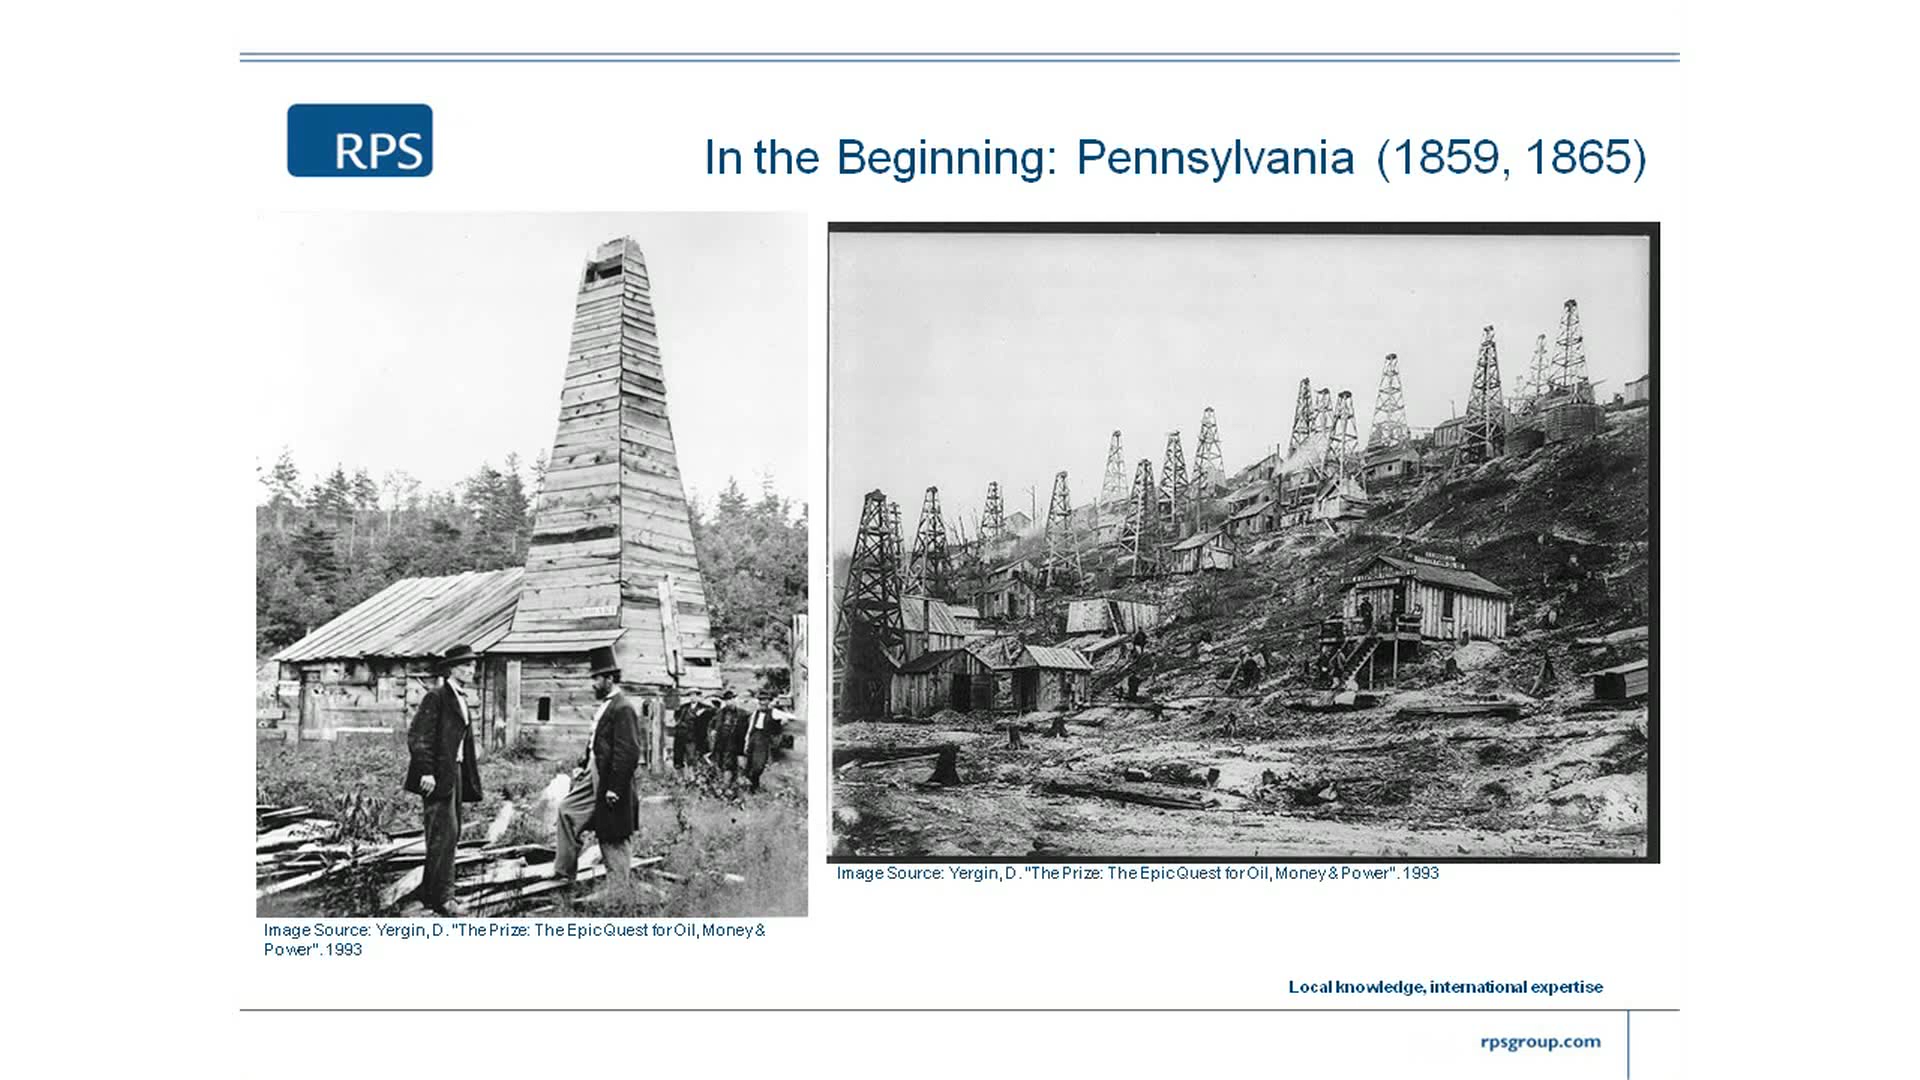 RPS
In the Beginning: Pennsylvania (1859, 1865)
Image Source: Yergin, D. "The Prize: The Epic Quest for Oil, Money & Power". 1993
Image Source: Yergin, D. "The Prize: The Epic Quest for Oil, Money &
Power". 1993
Local knowledge, international expertise
rpsgroup.com